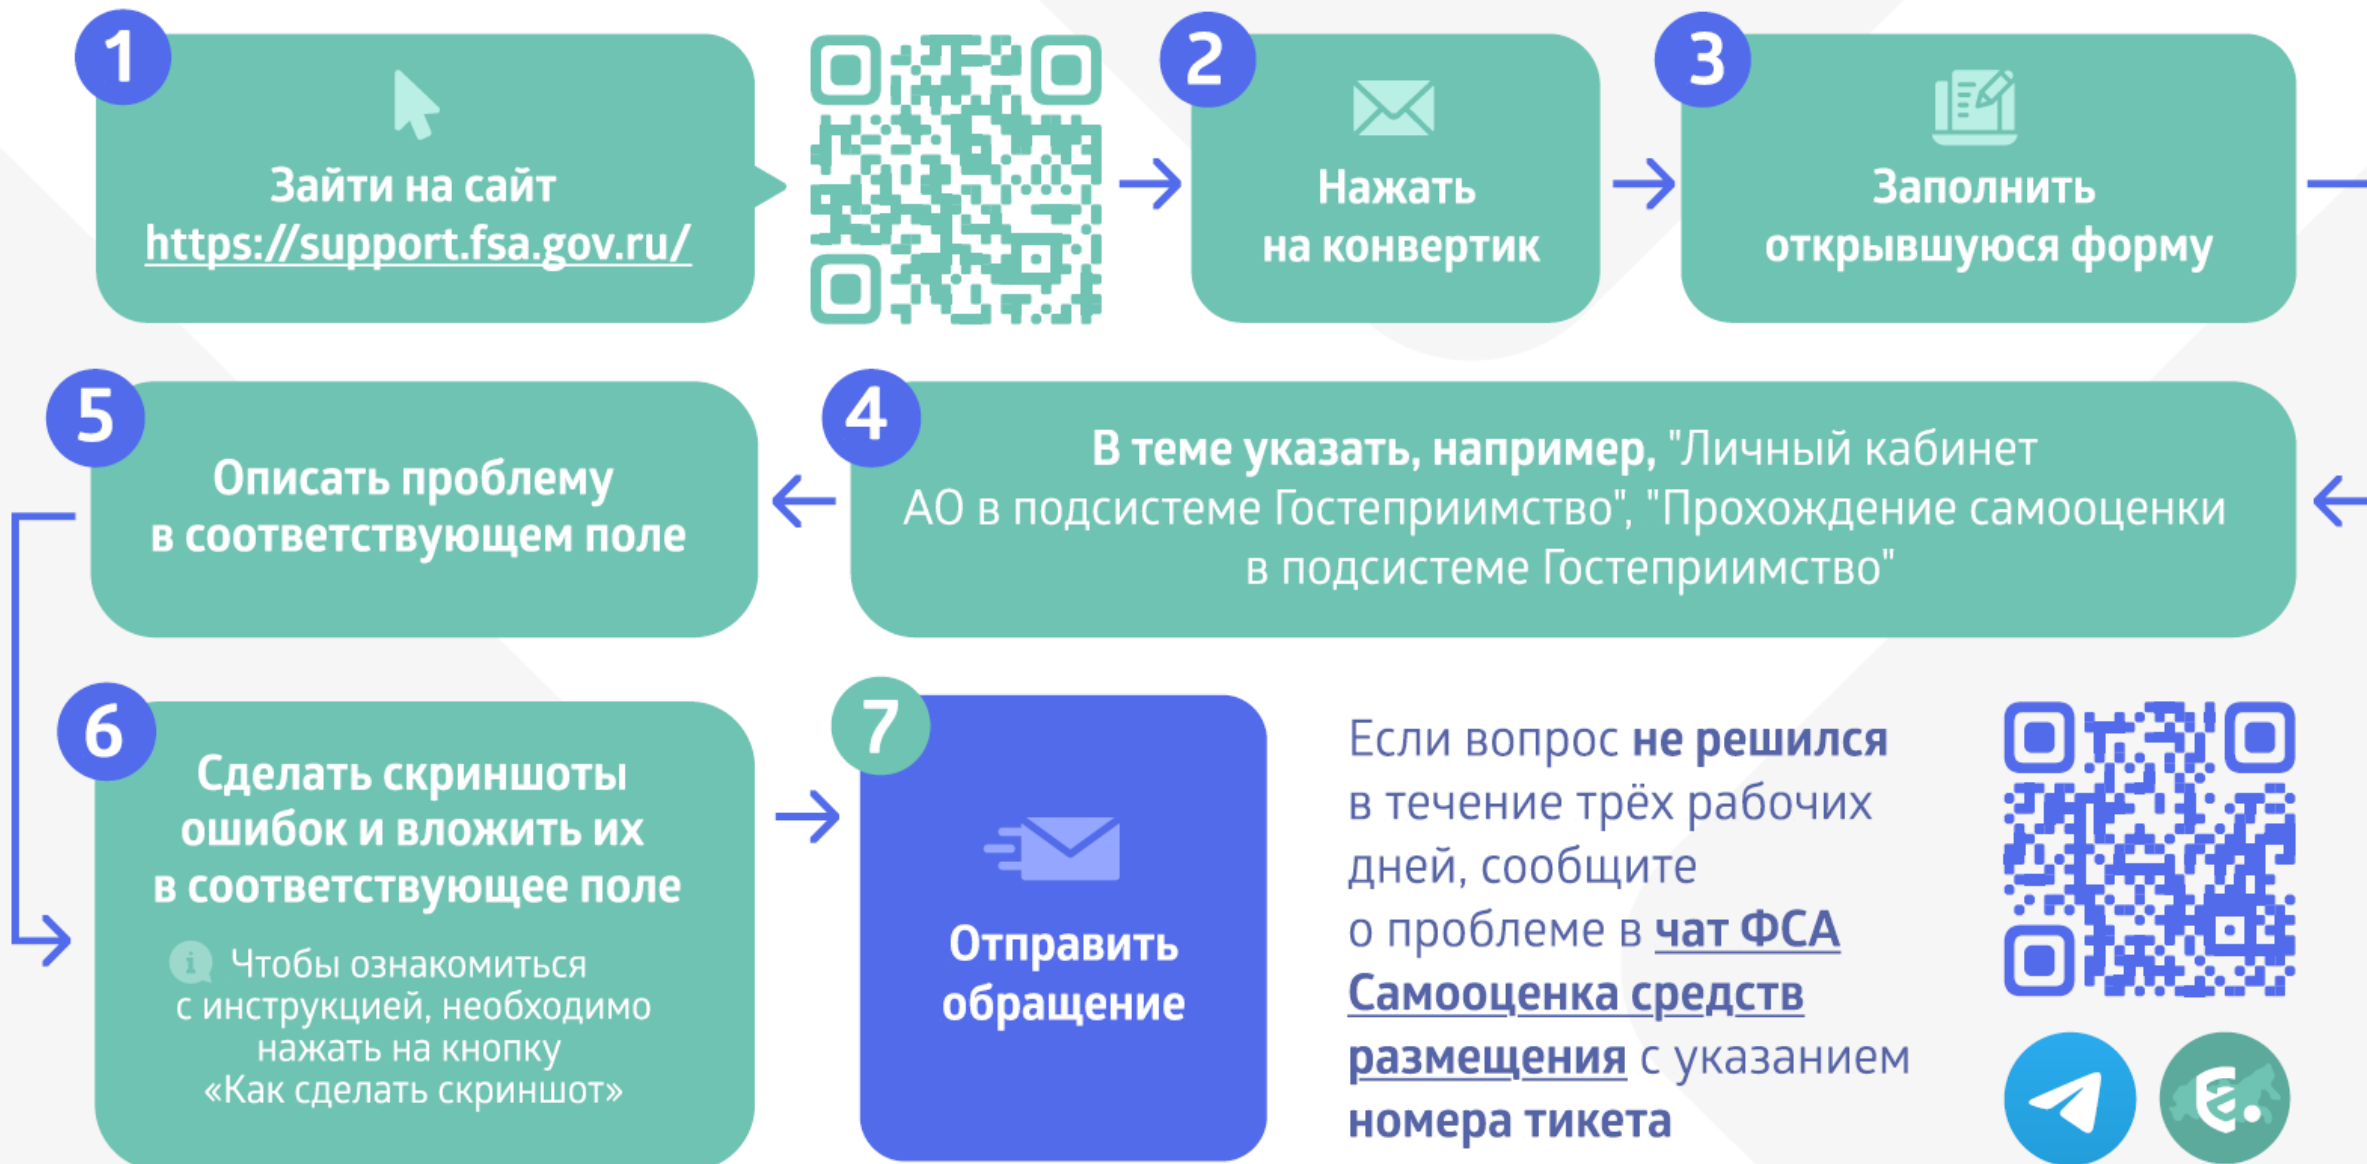 1
Зайти на сайт
https://support.fsa.gov.ru/
2
Нажать
на конвертик
3
Заполнить
открывшуюся форму
4
В теме указать, например, "Личный кабинет
АО в подсистеме Гостеприимство", "Прохождение самооценки
в подсистеме Гостеприимство"
5
Описать проблему
в соответствующем поле
6
Сделать скриншоты
ошибок и вложить их
в соответствующее поле
i Чтобы ознакомиться
с инструкцией, необходимо
нажать на кнопку
«Как сделать скриншот»
7
Отправить
обращение
Если вопрос не решился
в течение трёх рабочих
дней, сообщите
о проблеме в чат ФСА
Самооценка средств
размещения с указанием
номера тикета